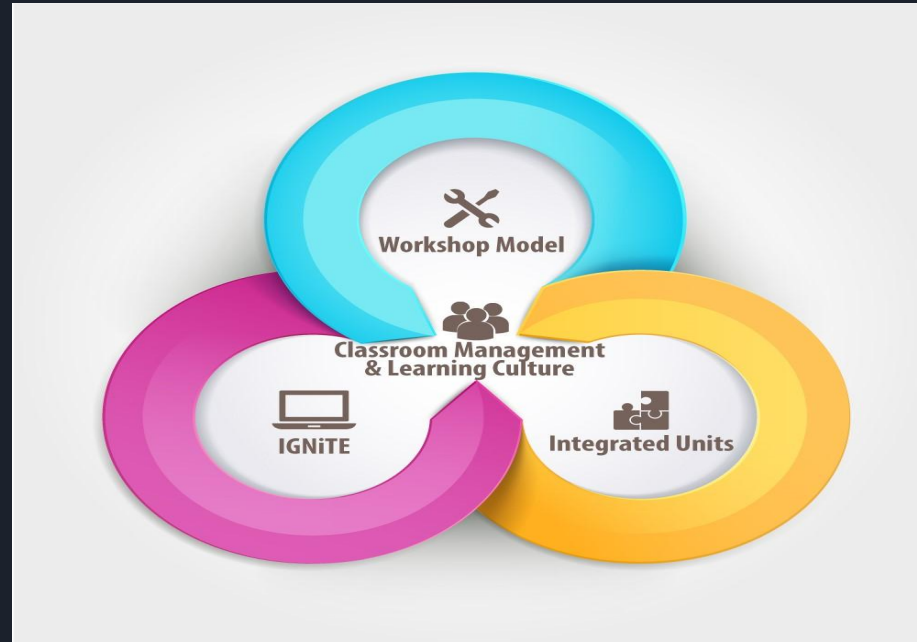 Workshop Model
Classroom Management
& Learning Culture
IGNiTE
Integrated Units